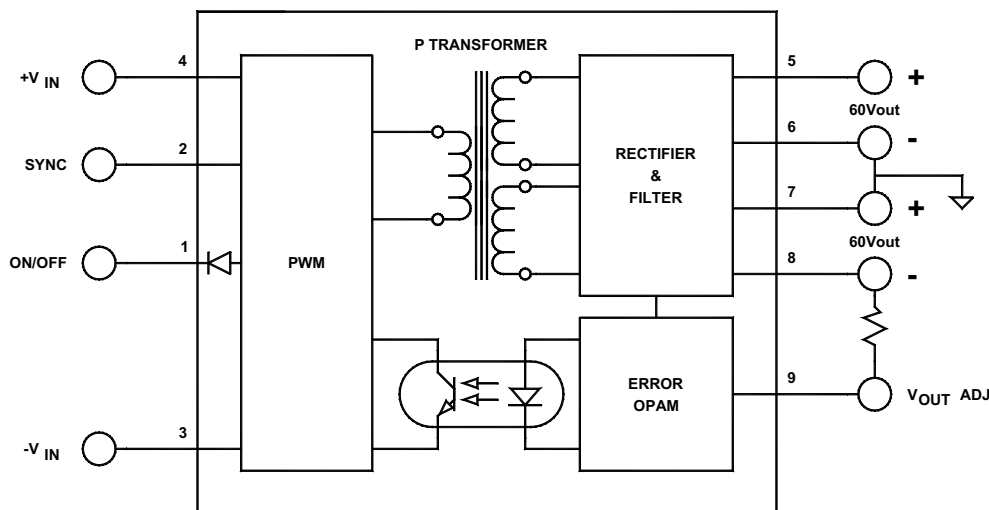 P TRANSFORMER
4
+V IN
2
SYNC
1
ON/OFF
3
-V IN
PWM
RECTIFIER
&
FILTER
ERROR
OPAM
5
+
60Vout
6
-
7
+
60Vout
8
-
9
VOUT ADJ